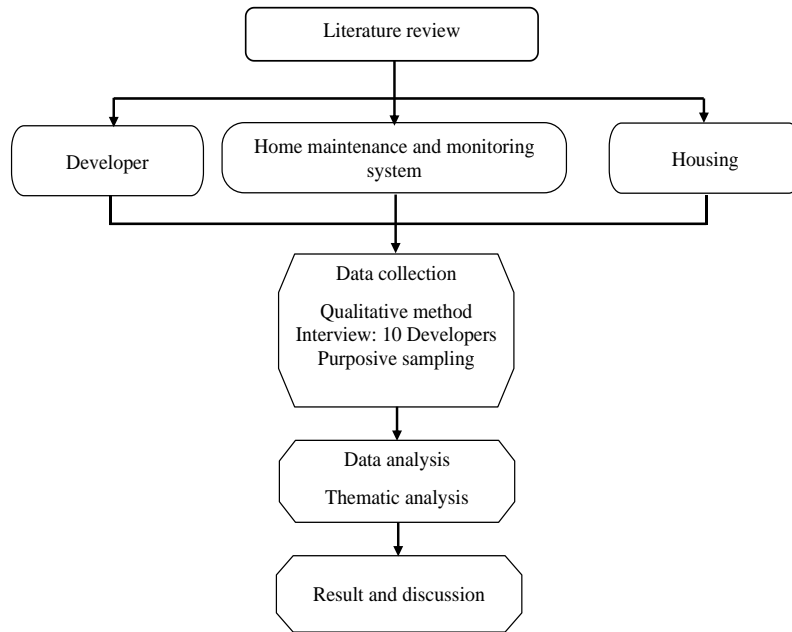 Literature review
Developer
Home maintenance and monitoring
system
Housing
Data collection
Qualitative method
Interview: 10 Developers
Purposive sampling
Data analysis
Thematic analysis
Result and discussion